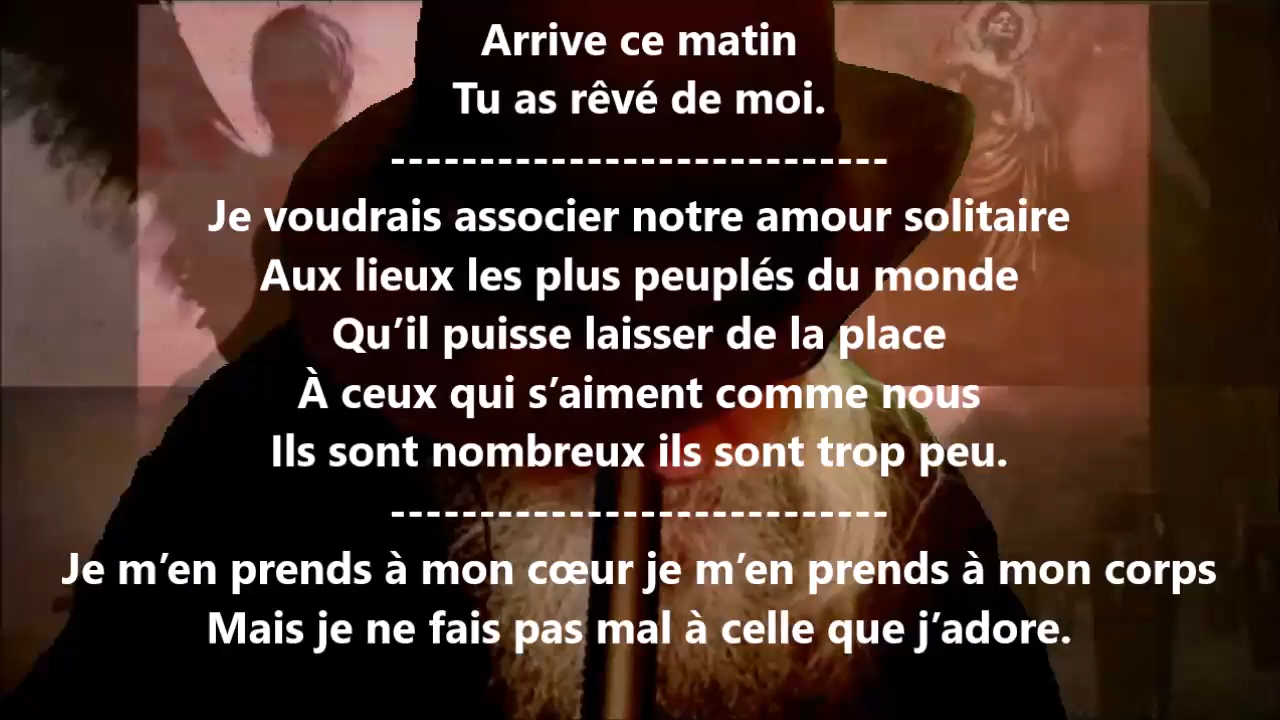 Arrive ce matin
Tu as rêvé de moi.
----------------------------
Je voudrais associer notre amour solitaire
Aux lieux les plus peuplés du monde
Qu’il puisse laisser de la place
À ceux qui s’aiment comme nous
Ils sont nombreux ils sont trop peu.
----------------------------
Je m’en prends à mon cœur je m’en prends à mon corps
Mais je ne fais pas mal à celle que j’adore.